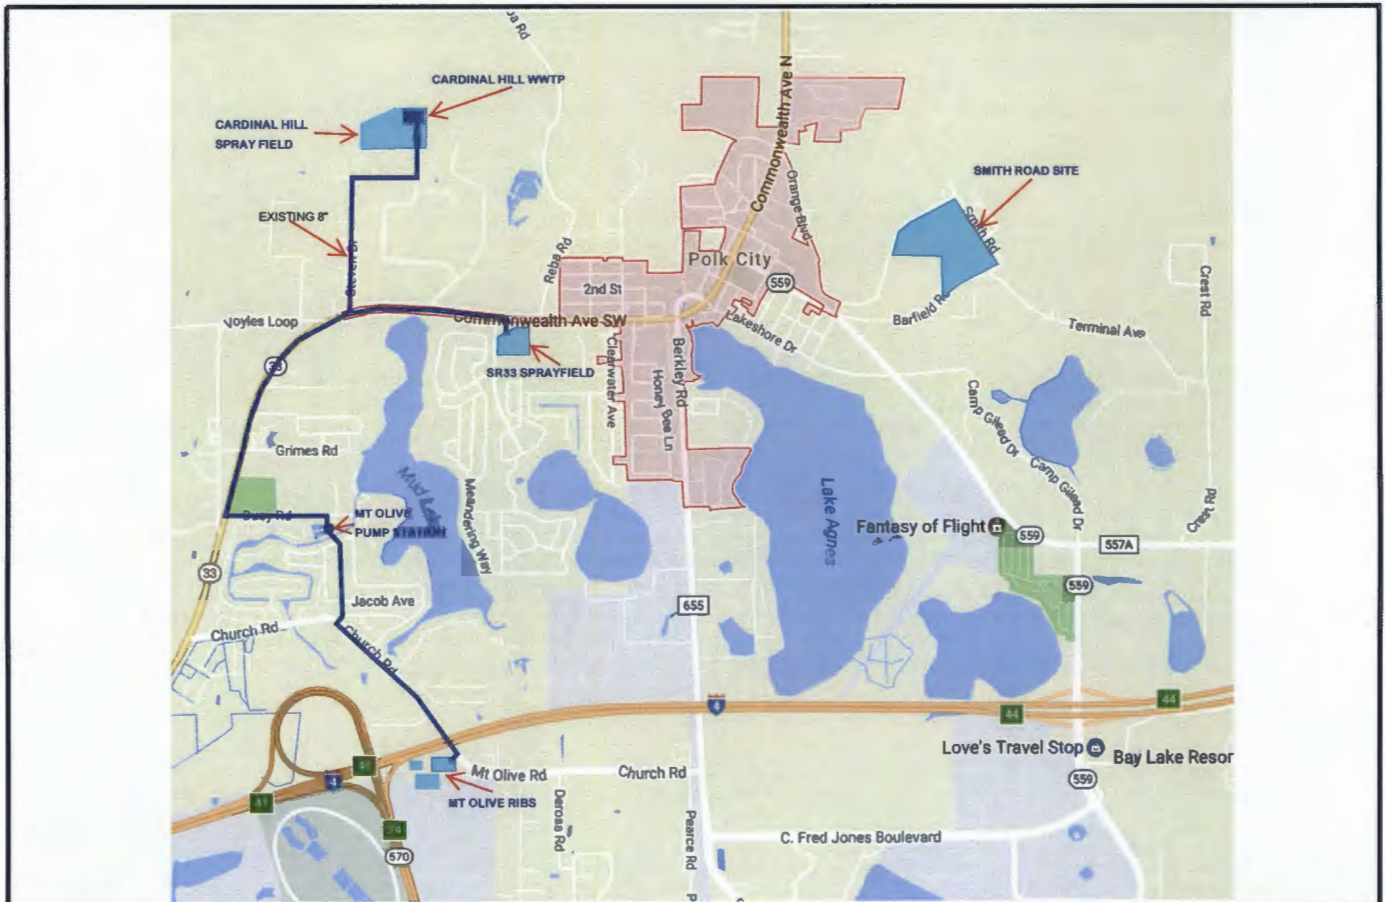 ba Rd
CARDINAL HILL WWTP
CARDINAL HILL
SPRAY FIELD
Commonwealth Ave N
Orange Blvd
SMITH ROAD SITE
Smith Rd
EXISTING 8"
Reba Rd
Polk City
2nd St
559
Crest Rd
Voyles Loop
Commonwealth Ave SW
Lakeshore Dr
Barfield Rd
Terminal Ave
SR33 SPRAYFIELD
33
Clearwater Ave
Berkley Rd
Honey Bee Ln
Camp Gilead Dr
Grimes Rd
Camp Gilead Dr
Mud Lake
Meandering Way
Lake Agnes
Crest Rd
MT OLIVE
PUMP STATION
Fantasy of Flight
559
557A
33
559
Jacob Ave
655
Church Rd
Church Rd
4
44
44
Love's Travel Stop
Bay Lake Resor
Mt Olive Rd
Church Rd
559
4
41
MT OLIVE RIBS
Derosa Rd
Pearce Rd
C. Fred Jones Boulevard
570
P